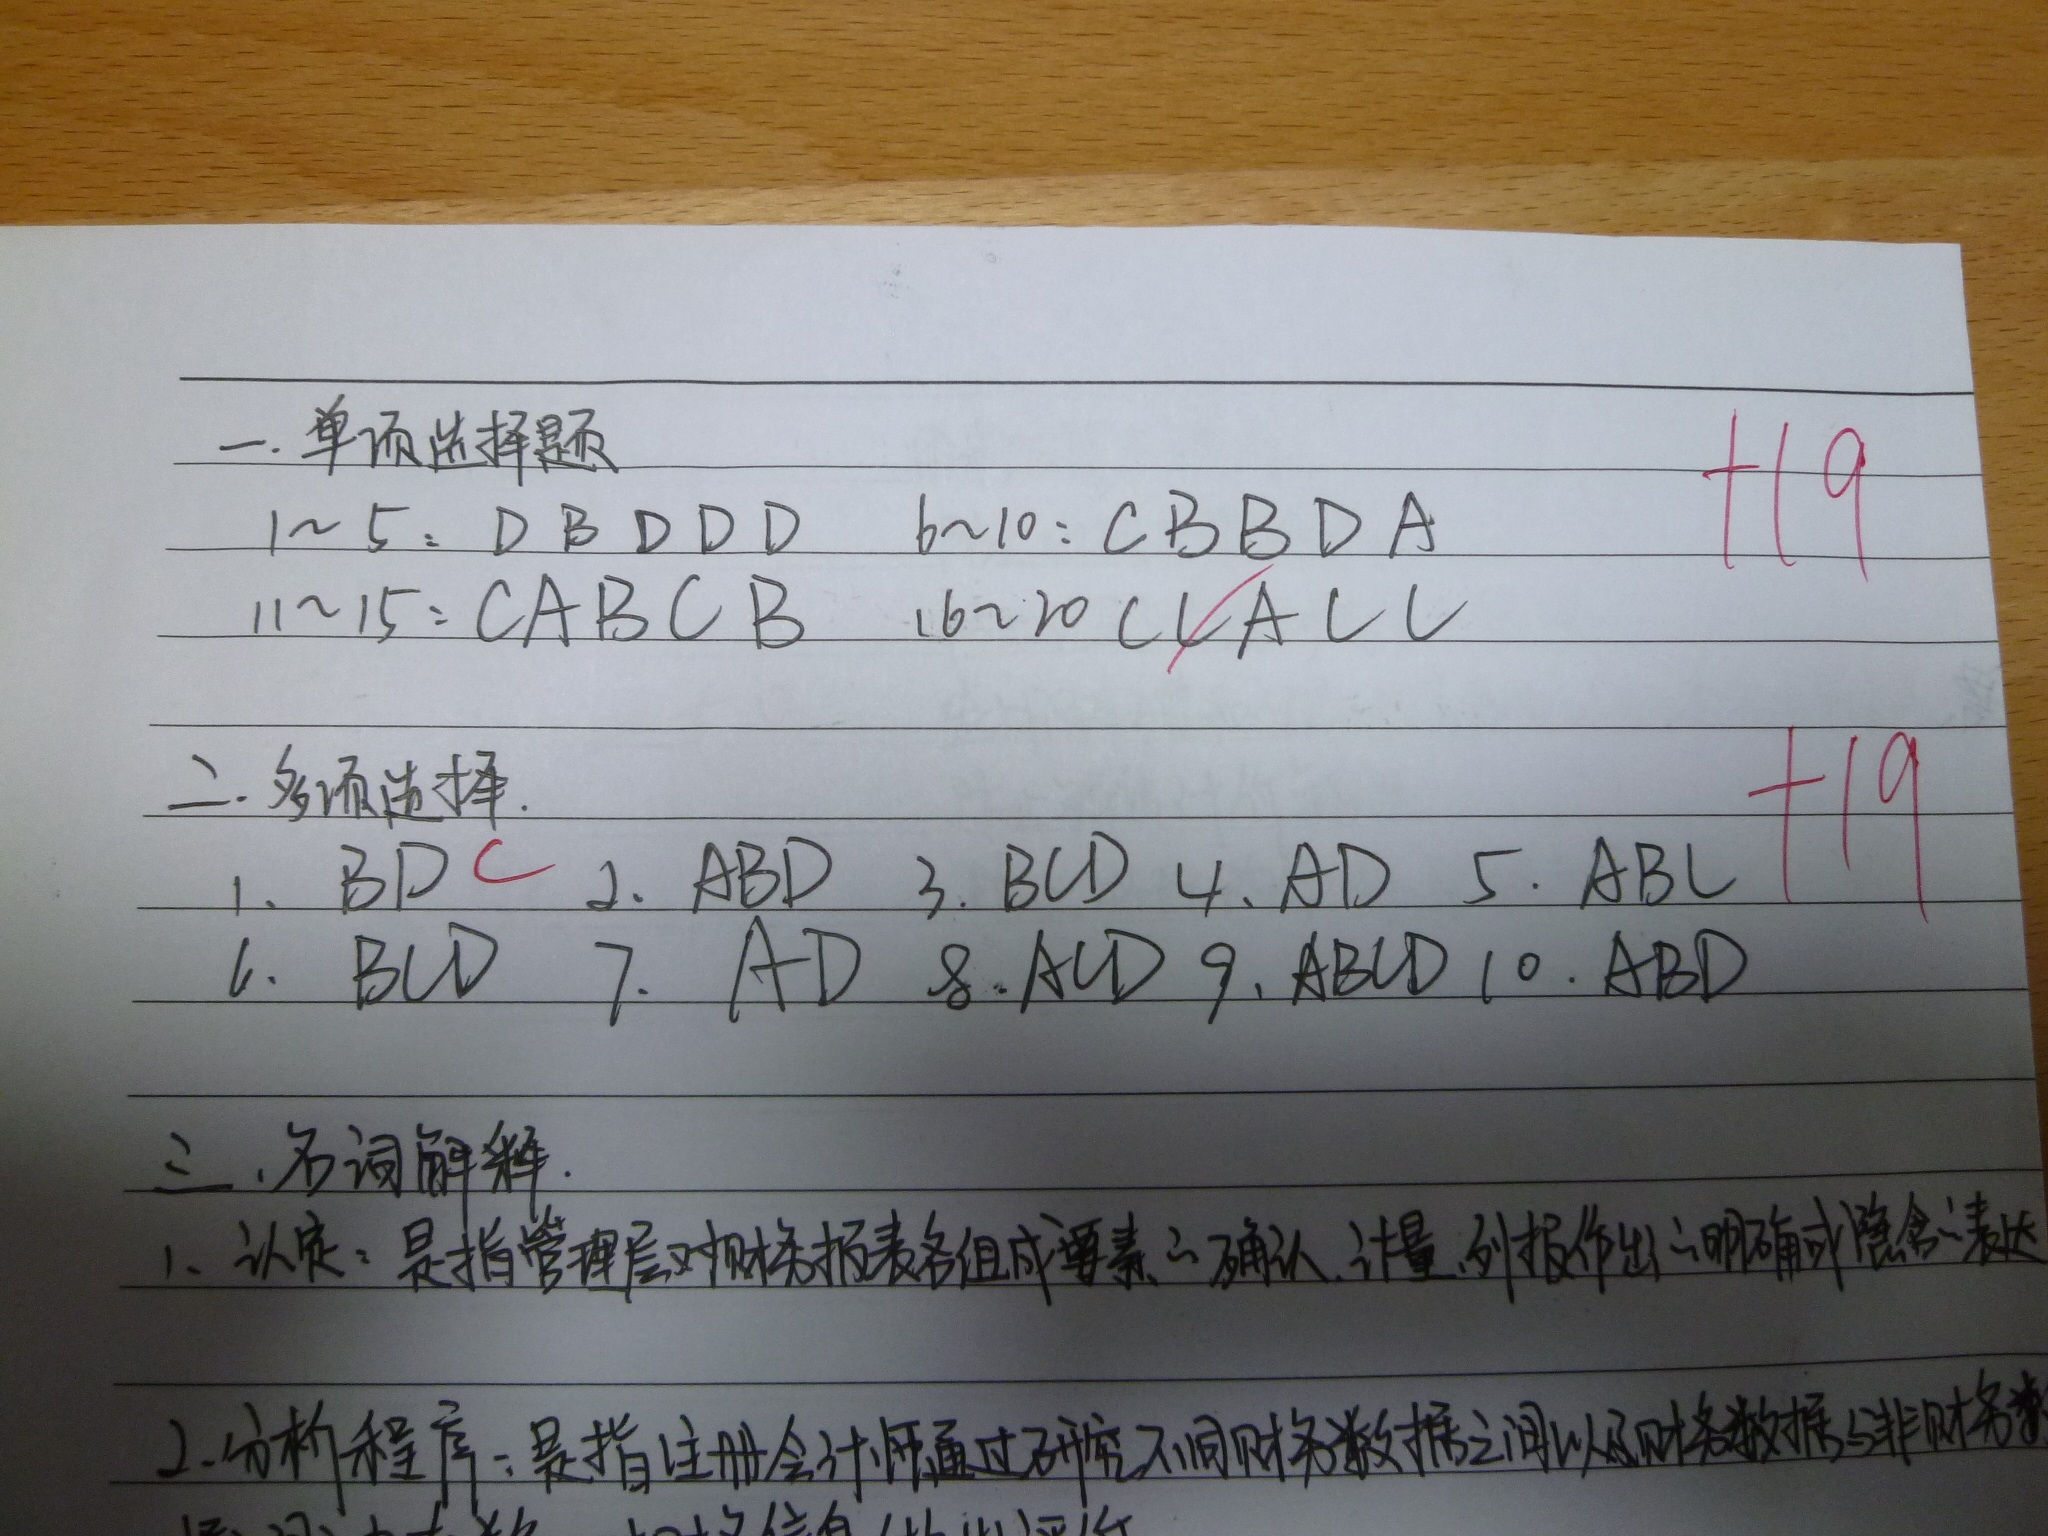 一.单项选择题 +19
1~5: D B D D D 6~10: C B B D A
11~15: C A B C B 16~20 C C A C C
二.多项选择. +19
1. BD C 2. ABD 3. BCD 4. AD 5. ABC
6. BCD 7. AD 8. ACD 9. ABCD 10. ABD
三.名词解释.
1. 认定:是指管理层对财务报表各组成要素的确认、计量、列报作出的明确或隐含的表达
2.分析程序:是指注册会计师通过研究不同财务数据之间以及财务数据与非财务数
信息作出评价